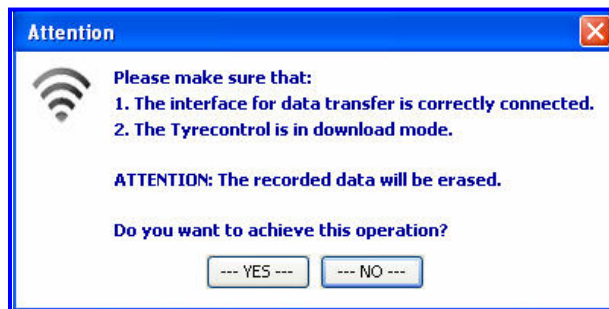 Attention
Please make sure that:
1. The interface for data transfer is correctly connected.
2. The Tyrecontrol is in download mode.
ATTENTION: The recorded data will be erased.
Do you want to achieve this operation?
--- YES --- --- NO ---